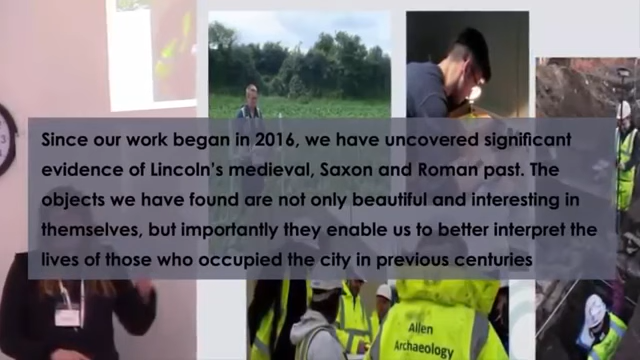 Since our work began in 2016, we have uncovered significant
evidence of Lincoln's medieval, Saxon and Roman past. The
objects we have found are not only beautiful and interesting in
themselves, but importantly they enable us to better interpret the
lives of those who occupied the city in previous centuries
Allen
Archaeology